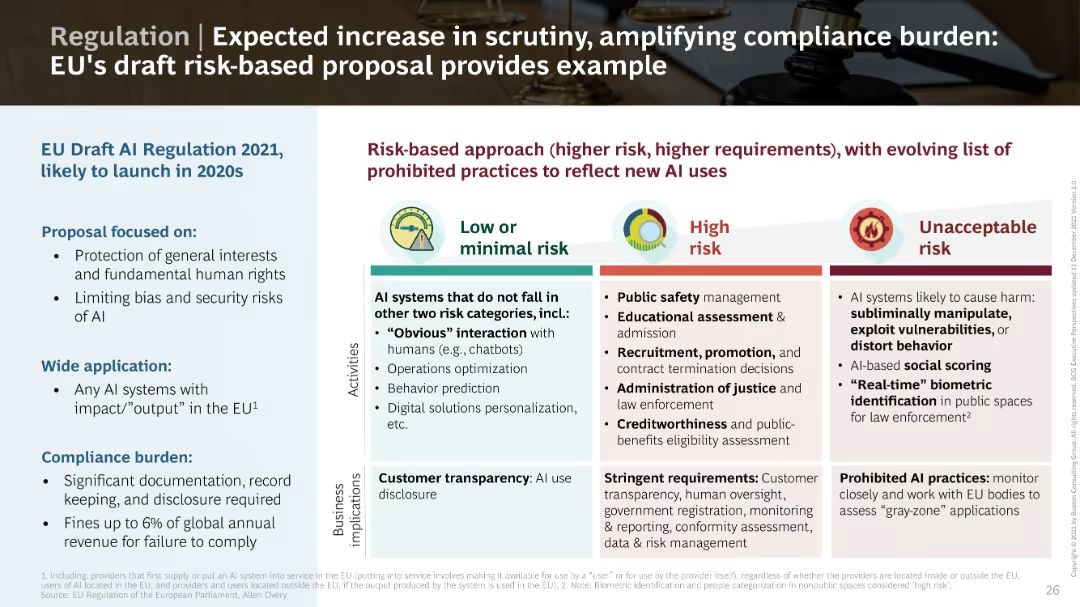 Regulation | Expected increase in scrutiny, amplifying compliance burden:
EU's draft risk-based proposal provides example
EU Draft AI Regulation 2021,
likely to launch in 2020s
Proposal focused on:
• Protection of general interests
and fundamental human rights
• Limiting bias and security risks
of AI
Wide application:
• Any AI systems with
impact/"output" in the EU1
Compliance burden:
• Significant documentation, record
keeping, and disclosure required
• Fines up to 6% of global annual
revenue for failure to comply
Risk-based approach (higher risk, higher requirements), with evolving list of
prohibited practices to reflect new AI uses
Low or
minimal risk
High
risk
Unacceptable
risk
Activities
AI systems that do not fall in
other two risk categories, incl.:
• “Obvious” interaction with
humans (e.g., chatbots)
• Operations optimization
• Behavior prediction
• Digital solutions personalization,
etc.
• Public safety management
• Educational assessment &
admission
• Recruitment, promotion, and
contract termination decisions
• Administration of justice and
law enforcement
• Creditworthiness and public-
benefits eligibility assessment
• AI systems likely to cause harm:
subliminally manipulate,
exploit vulnerabilities, or
distort behavior
• AI-based social scoring
• “Real-time” biometric
identification in public spaces
for law enforcement2
Business
implications
Customer transparency: AI use
disclosure
Stringent requirements: Customer
transparency, human oversight,
government registration, monitoring
& reporting, conformity assessment,
data & risk management
Prohibited AI practices: monitor
closely and work with EU bodies to
assess “gray-zone” applications
1. Including: providers that first supply or put an AI system into service in the EU (putting into service involves making it available for use by a “user” or for use by the provider itself), regardless of whether the providers are located inside or outside the EU;
users of AI located in the EU; and providers and users located outside the EU, if the output produced by the system is used in the EU). 2. Note: Biometric identification and people categorization in nonpublic spaces considered ‘high risk’;
Source: EU Regulation of the European Parliament, Allen Overy
26
Copyright © 2021 by Boston Consulting Group. All rights reserved. BCG Executive Perspectives updated 13 December 2022 Version 2.0